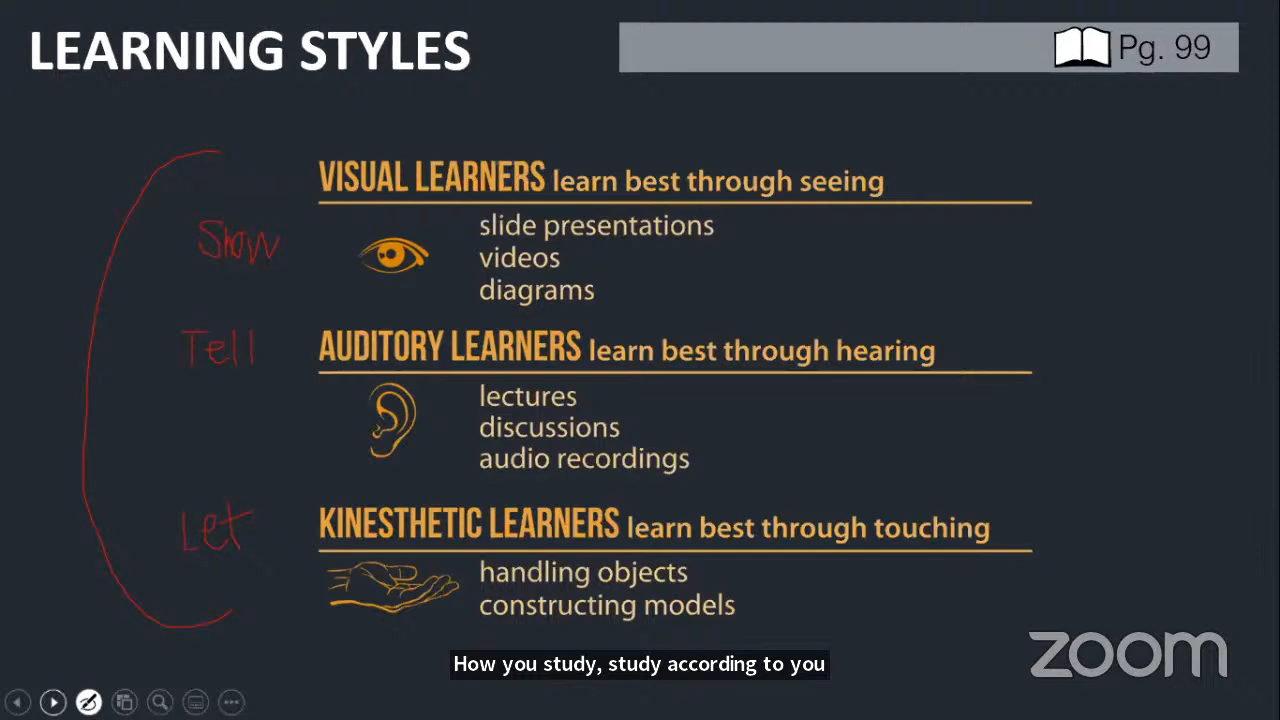 LEARNING STYLES
Pg. 99
VISUAL LEARNERS learn best through seeing
Show
slide presentations
videos
diagrams
Tell
AUDITORY LEARNERS learn best through hearing
lectures
discussions
audio recordings
Let
KINESTHETIC LEARNERS learn best through touching
handling objects
constructing models
How you study, study according to you
zoom